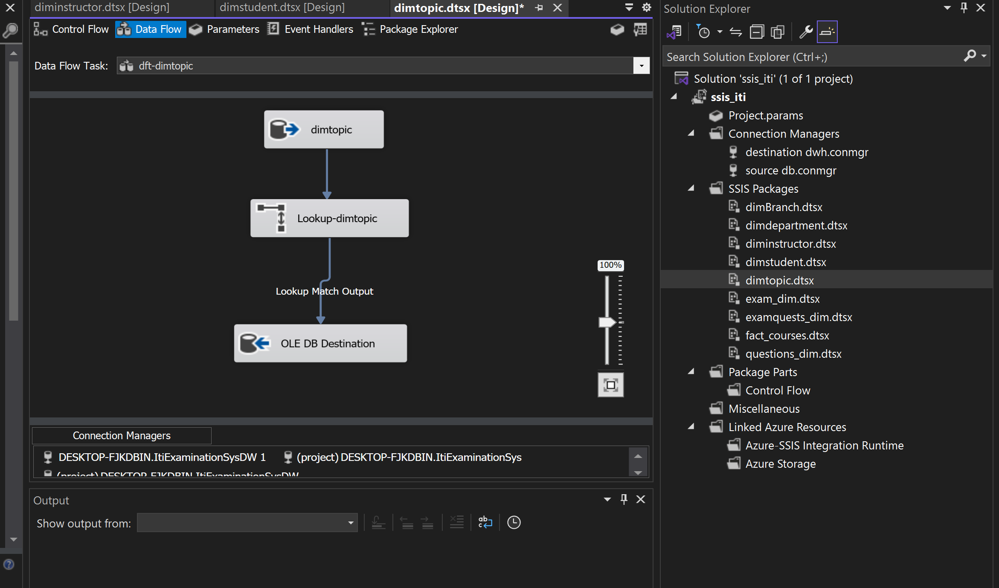 diminstructor.dtsx [Design]
dimstudent.dtsx [Design]
dimtopic.dtsx [Design]*
Control Flow
Data Flow
Parameters
Event Handlers
Package Explorer
Data Flow Task:
dft-dimtopic
dimtopic
Lookup-dimtopic
Lookup Match Output
OLE DB Destination
100%
Connection Managers
DESKTOP-FJKDBIN.ItiExaminationSysDW 1
(project) DESKTOP-FJKDBIN.ItiExaminationSys
(project) DESKTOP-FJKDBIN.ItiExaminationSysDW
Output
Show output from:
ab
c
Solution Explorer
Search Solution Explorer (Ctrl+;)
Solution 'ssis_iti' (1 of 1 project)
ssis_iti
Project.params
Connection Managers
destination dwh.conmgr
source db.conmgr
SSIS Packages
dimBranch.dtsx
dimdepartment.dtsx
diminstructor.dtsx
dimstudent.dtsx
dimtopic.dtsx
exam_dim.dtsx
examquests_dim.dtsx
fact_courses.dtsx
questions_dim.dtsx
Package Parts
Control Flow
Miscellaneous
Linked Azure Resources
Azure-SSIS Integration Runtime
Azure Storage